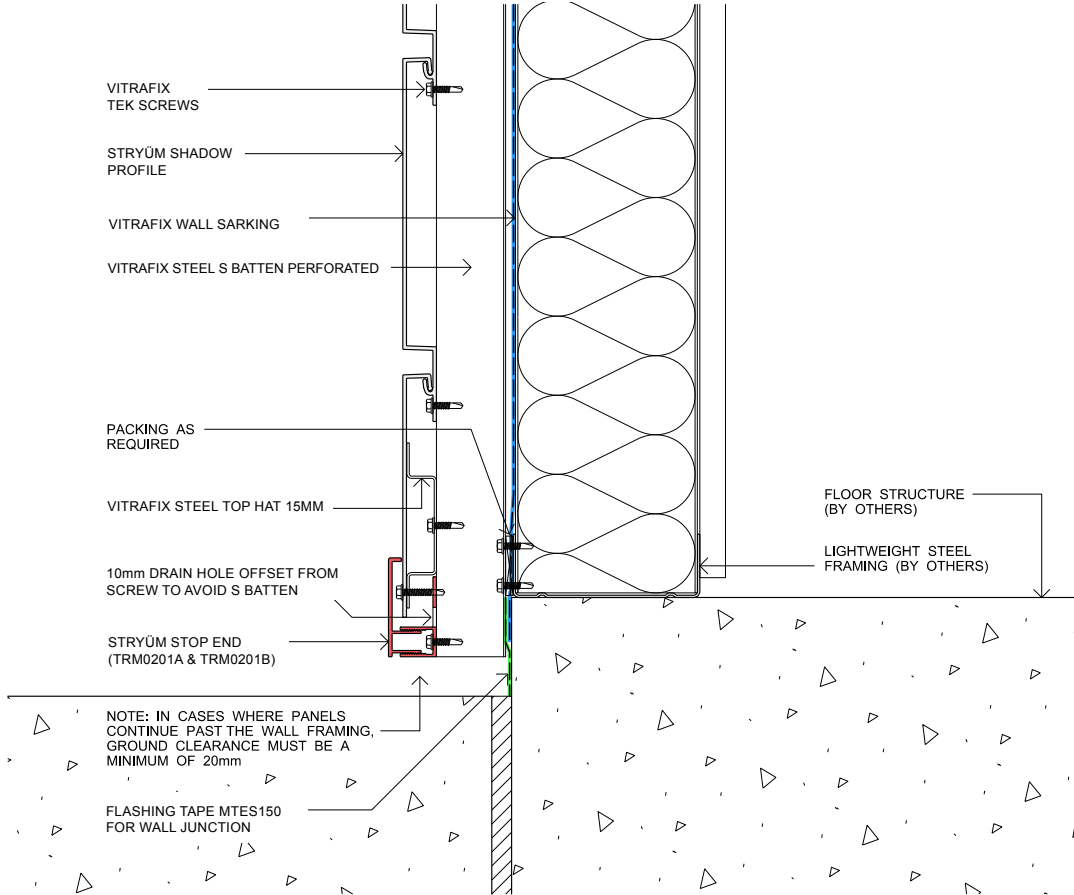 VITRAFIX
TEK SCREWS
STRYÜM SHADOW
PROFILE
VITRAFIX WALL SARKING
VITRAFIX STEEL S BATTEN PERFORATED
PACKING AS
REQUIRED
VITRAFIX STEEL TOP HAT 15MM
10mm DRAIN HOLE OFFSET FROM
SCREW TO AVOID S BATTEN
STRYÜM STOP END
(TRM0201A & TRM0201B)
NOTE: IN CASES WHERE PANELS
CONTINUE PAST THE WALL FRAMING,
GROUND CLEARANCE MUST BE A
MINIMUM OF 20mm
FLASHING TAPE MTES150
FOR WALL JUNCTION
FLOOR STRUCTURE
(BY OTHERS)
LIGHTWEIGHT STEEL
FRAMING (BY OTHERS)